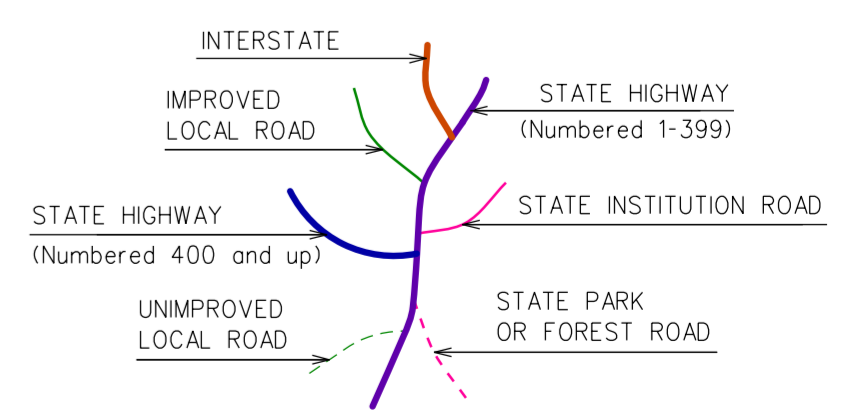 INTERSTATE
STATE HIGHWAY
(Numbered 1-399)
IMPROVED
LOCAL ROAD
STATE HIGHWAY
(Numbered 400 and up)
STATE INSTITUTION ROAD
UNIMPROVED
LOCAL ROAD
STATE PARK
OR FOREST ROAD